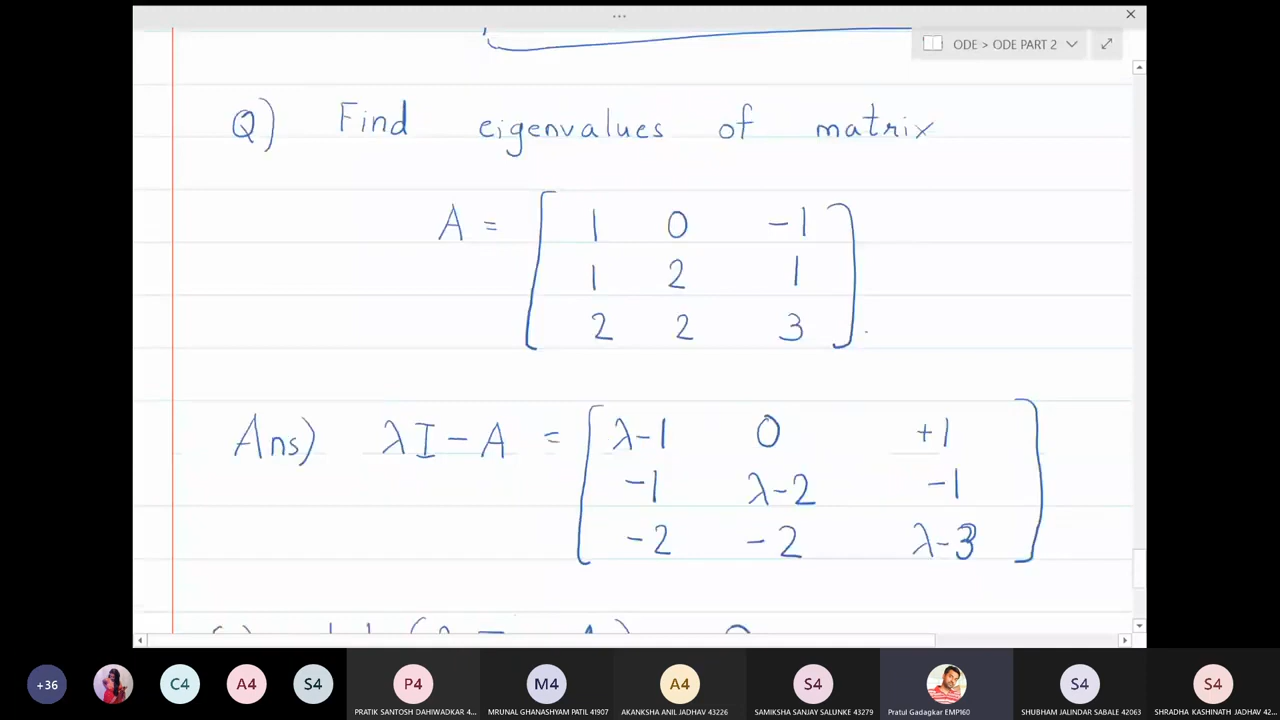 ODE > ODE PART 2
Q) Find eigenvalues of matrix
A = [ 1 0 -1
1 2 1
2 2 3 ].
Ans) λI - A = [ λ-1 0 +1
-1 λ-2 -1
-2 -2 λ-3 ]
+36 C4 A4 S4 P4 M4 A4 S4 S4 S4
PRATIK SANTOSH DAHIWADKAR 4... MRUNAL GHANASHYAM PATIL 41907 AKANKSHA ANIL JADHAV 43226 SAMIKSHA SANJAY SALUNKE 43279 Pratul Gadagkar EMP160 SHUBHAM JALINDAR SABALE 42063 SHRADHA KASHINATH JADHAV 42...